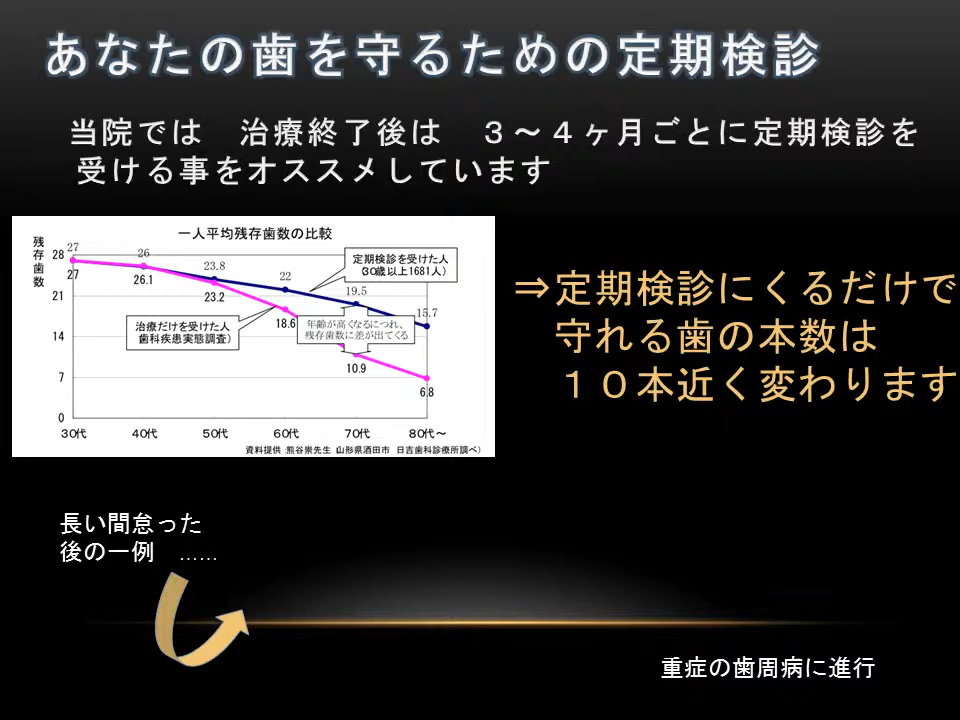 あなたの歯を守るための定期検診
当院では　治療終了後は　３～４ヶ月ごとに定期検診を
受ける事をオススメしています
一人平均残存歯数の比較
残存歯数
28
21
14
7
0
27
26
23.8
22
19.5
15.7
27
26.1
23.2
18.6
10.9
6.8
定期検診を受けた人
(30歳以上1681人)
治療だけを受けた人
歯科疾患実態調査)
年齢が高くなるにつれ、
残存歯数に差が出てくる
30代 40代 50代 60代 70代 80代～
資料提供:熊谷崇先生 山形県酒田市 日吉歯科診療所調べ)
⇒定期検診にくるだけで
守れる歯の本数は
１０本近く変わります
長い間怠った
後の一例　……
重症の歯周病に進行